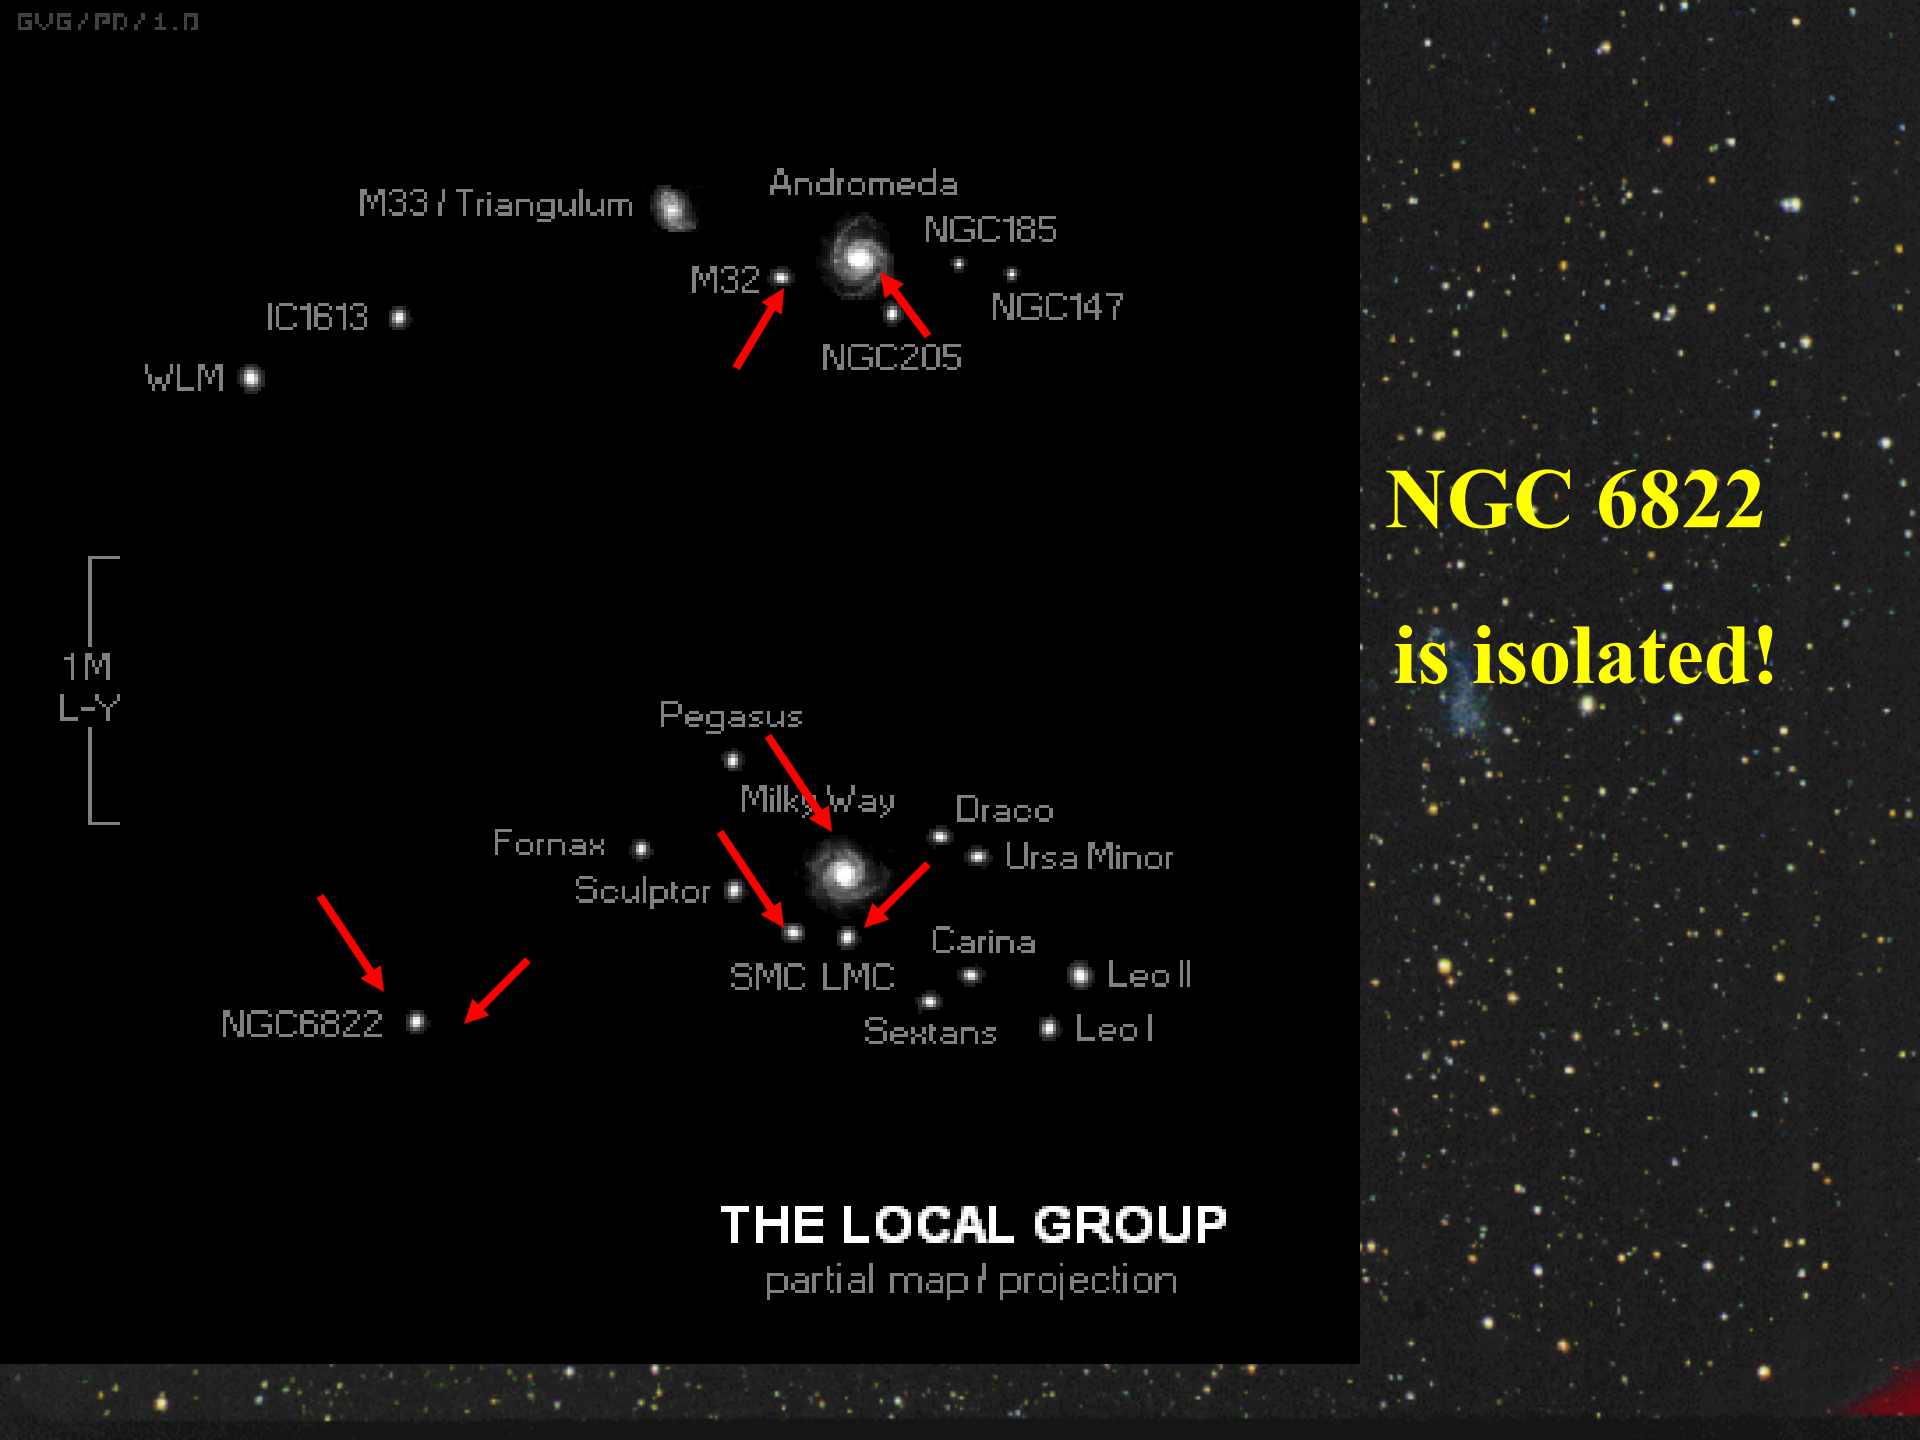 GVG/PD/1.0
Andromeda
M33 / Triangulum
NGC185
M32
NGC147
IC1613
NGC205
WLM
NGC 6822
is isolated!
1M
L-Y
Pegasus
Milky Way
Draco
Fornax
Ursa Minor
Sculptor
Carina
SMC LMC
Leo II
NGC6822
Sextans
Leo I
THE LOCAL GROUP
partial map / projection